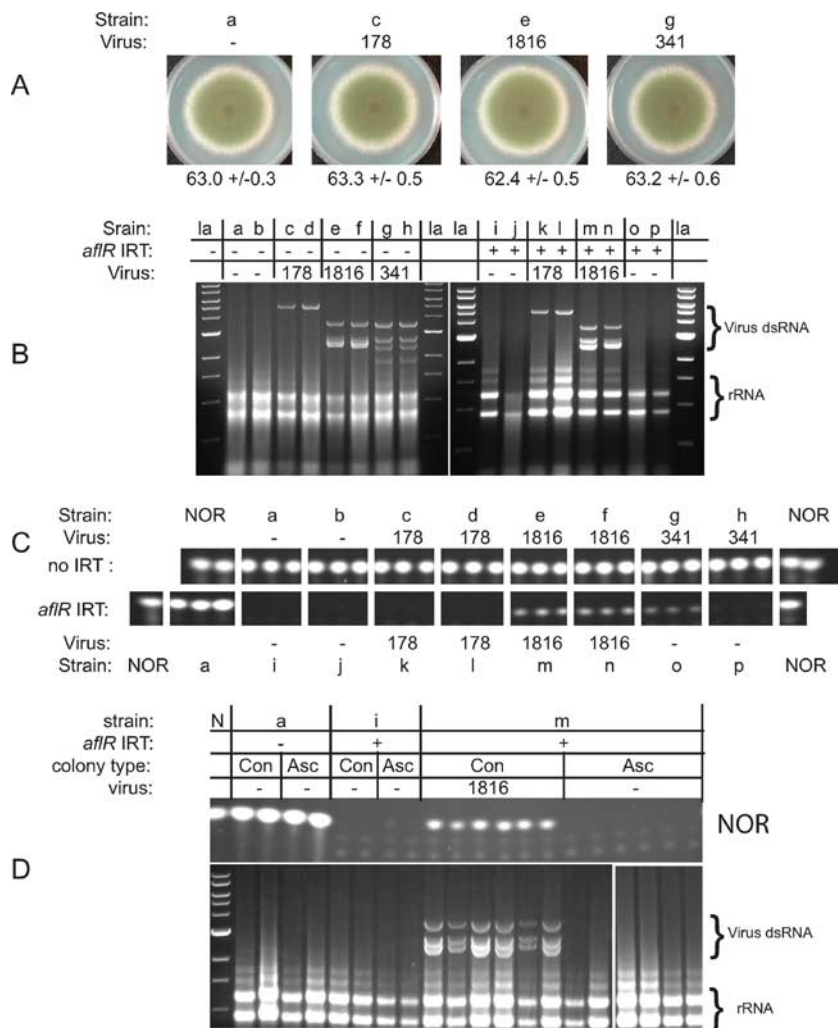 Strain: a c e g
Virus: - 178 1816 341
A
63.0 +/-0.3 63.3 +/- 0.5 62.4 +/- 0.5 63.2 +/- 0.6
Srain: la a b c d e f g h la la i j k l m n o p la
aflR IRT: - - - - - - - - - + + + + + + + +
Virus: - - 178 1816 341 - - 178 1816 - -
B
Virus dsRNA
rRNA
Strain: NOR a b c d e f g h NOR
Virus: - - 178 178 1816 1816 341 341
C
no IRT :
aflR IRT:
Virus: - - 178 178 1816 1816 - -
Strain: NOR a i j k l m n o p NOR
strain: N a i m
aflR IRT: - + +
colony type: Con Asc Con Asc Con Asc
virus: - - - - 1816 -
NOR
D
Virus dsRNA
rRNA